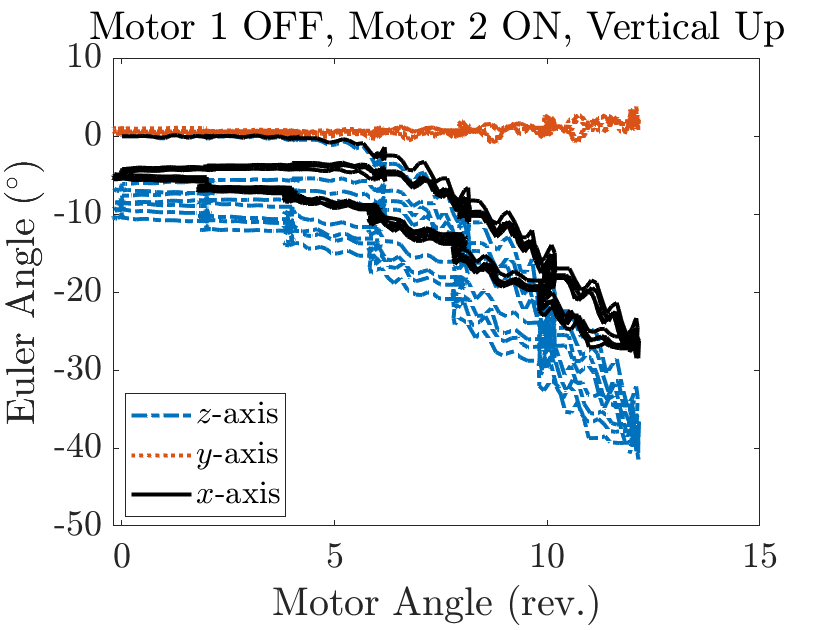 Motor 1 OFF, Motor 2 ON, Vertical Up
10
0
-10
-20
-30
-40
-50
Euler Angle (°)
z-axis
y-axis
x-axis
0 5 10 15
Motor Angle (rev.)